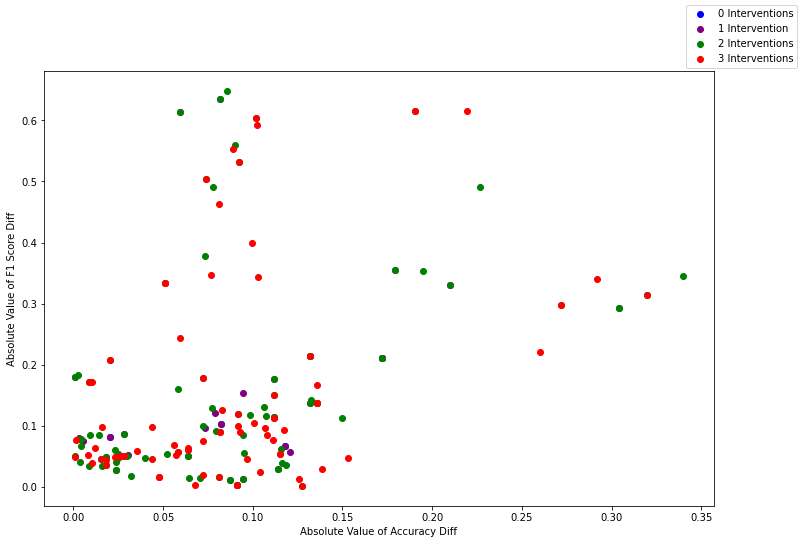 0 Interventions
1 Intervention
2 Interventions
3 Interventions
0.6
0.5
0.4
0.3
0.2
0.1
0.0
Absolute Value of F1 Score Diff
0.00 0.05 0.10 0.15 0.20 0.25 0.30 0.35
Absolute Value of Accuracy Diff